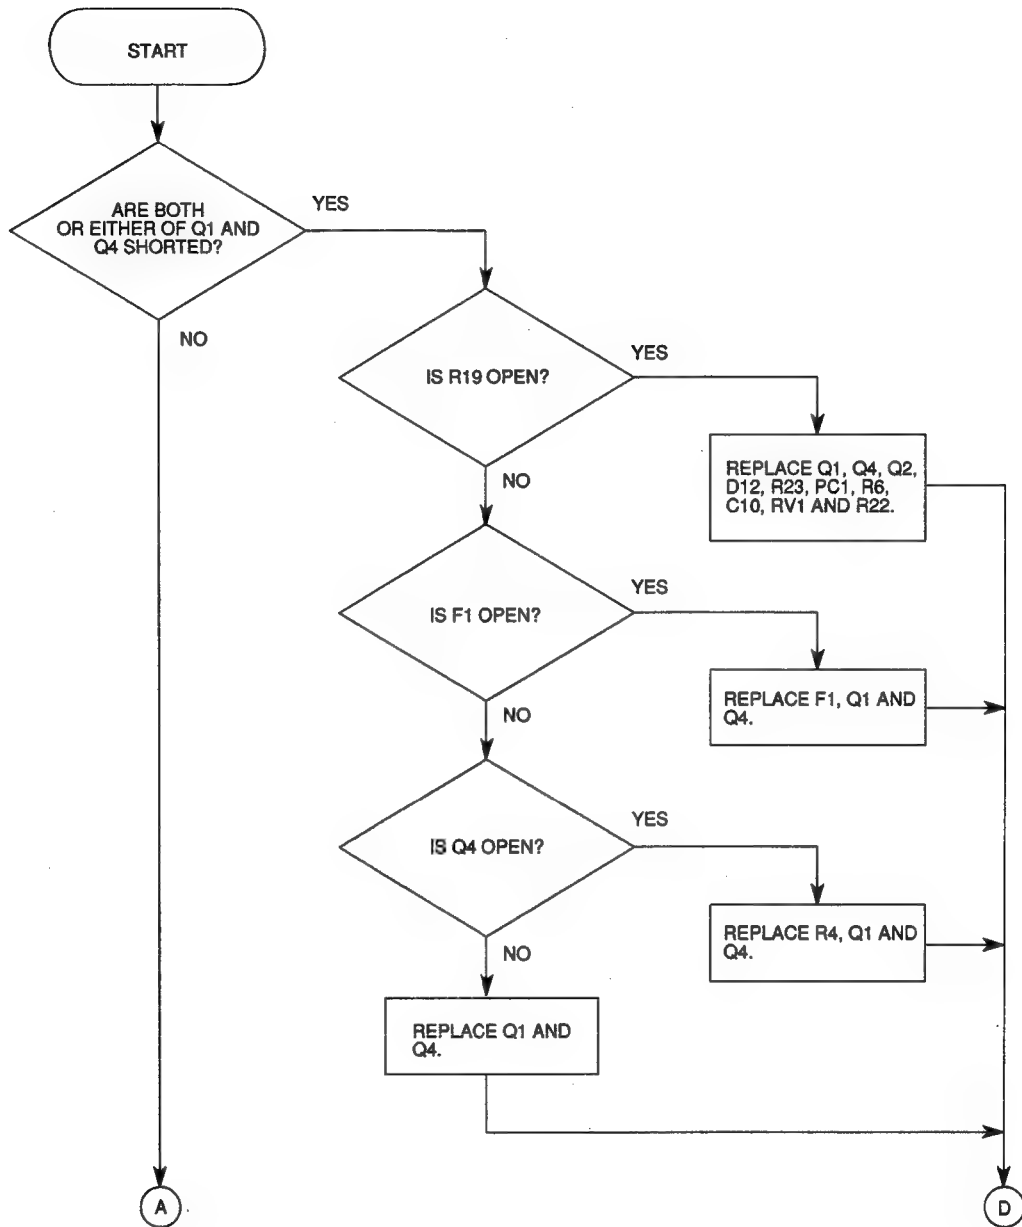 START
ARE BOTH
OR EITHER OF Q1 AND
Q4 SHORTED?
YES
NO
IS R19 OPEN?
YES
NO
REPLACE Q1, Q4, Q2,
D12, R23, PC1, R6,
C10, RV1 AND R22.
IS F1 OPEN?
YES
NO
REPLACE F1, Q1 AND
Q4.
IS Q4 OPEN?
YES
NO
REPLACE R4, Q1 AND
Q4.
REPLACE Q1 AND
Q4.
A
D